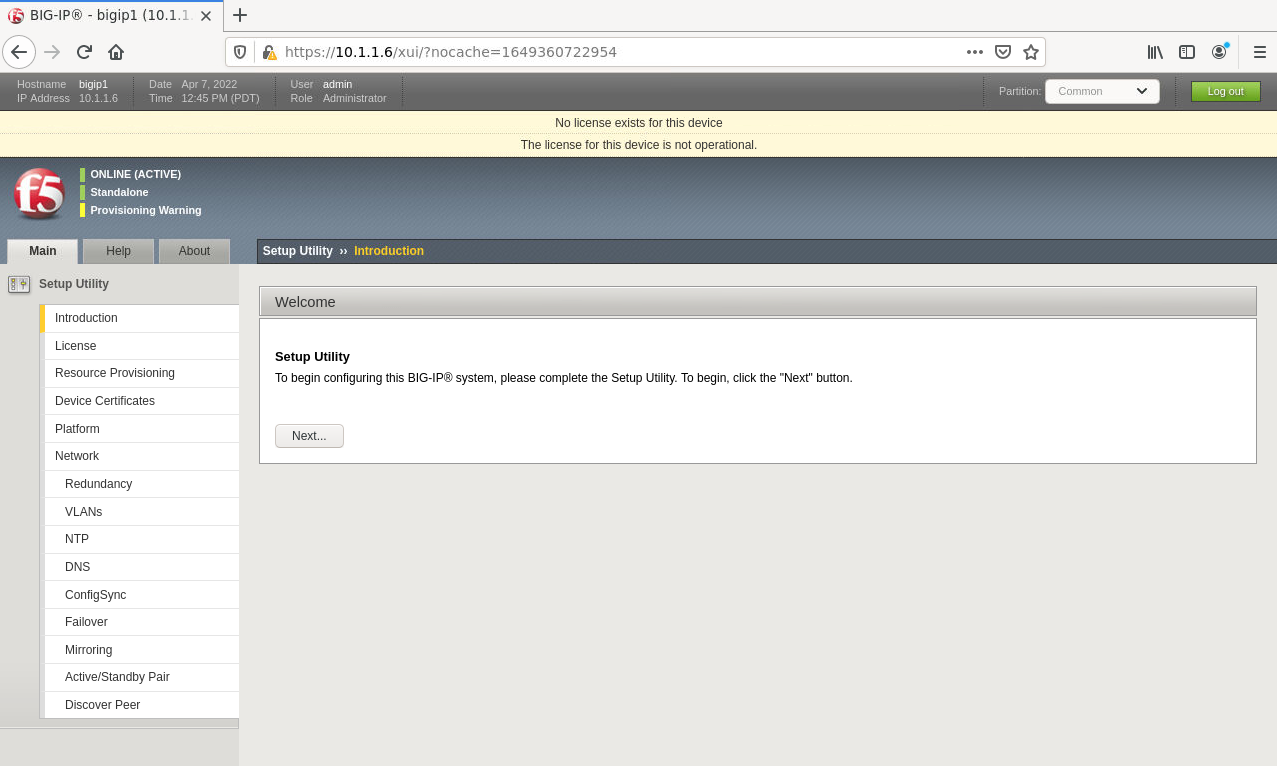 BIG-IP® - bigip1 (10.1.1.
https://10.1.1.6/xui/?nocache=1649360722954
Hostname bigip1
IP Address 10.1.1.6
Date Apr 7, 2022
Time 12:45 PM (PDT)
User admin
Role Administrator
Partition: Common
Log out
No license exists for this device
The license for this device is not operational.
f5
ONLINE (ACTIVE)
Standalone
Provisioning Warning
Main Help About
Setup Utility ›› Introduction
Setup Utility
Introduction
License
Resource Provisioning
Device Certificates
Platform
Network
Redundancy
VLANs
NTP
DNS
ConfigSync
Failover
Mirroring
Active/Standby Pair
Discover Peer
Welcome
Setup Utility
To begin configuring this BIG-IP® system, please complete the Setup Utility. To begin, click the "Next" button.
Next...